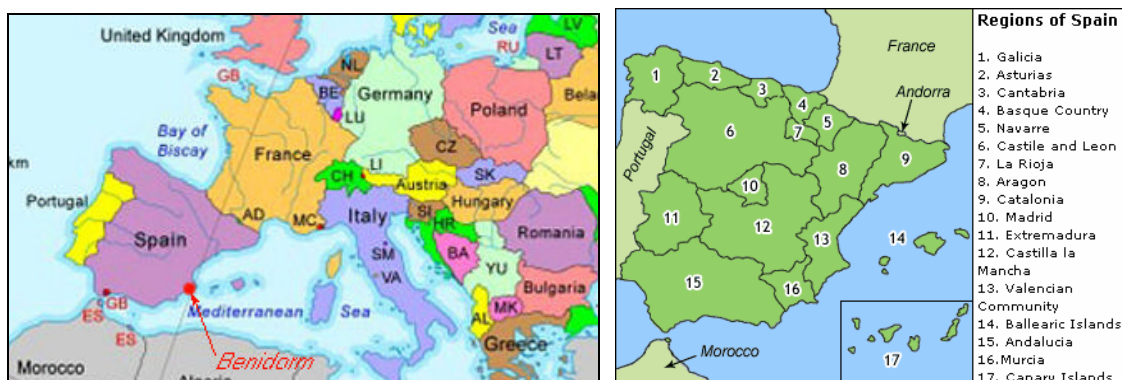 Sea
LV
United Kingdom
RU
LT
NL
GB
BE
Germany
Poland
Belar
LU
Bay of
Biscay
km
France
CZ
LI
SK
CH
Austria
Portugal
Hungary
AD
MC
Italy
SI
HR
Romania
Spain
SM
BA
VA
YU
Bulgaria
GB
Mediterranean
Sea
MK
ES
AL
ES
Benidorm
Greece
Morocco
Algeria
France
Andorra
Portugal
1
2
3
4
5
6
7
8
9
10
11
12
13
14
15
16
17
Morocco
Regions of Spain
1. Galicia
2. Asturias
3. Cantabria
4. Basque Country
5. Navarre
6. Castile and Leon
7. La Rioja
8. Aragon
9. Catalonia
10. Madrid
11. Extremadura
12. Castilla la
Mancha
13. Valencian
Community
14. Ballearic Islands
15. Andalucia
16.Murcia
17. Canary Islands